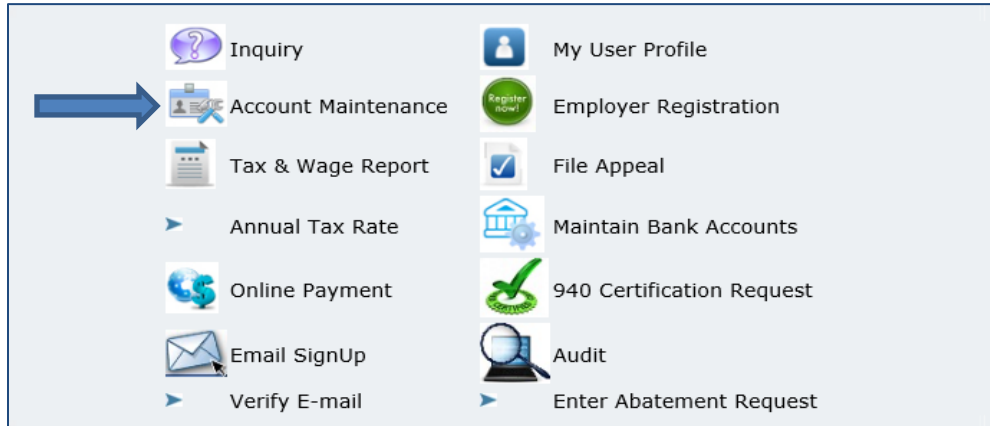 Inquiry
My User Profile
Account Maintenance
Register now!
Employer Registration
Tax & Wage Report
File Appeal
Annual Tax Rate
Maintain Bank Accounts
Online Payment
940 Certification Request
Email SignUp
Audit
Verify E-mail
Enter Abatement Request